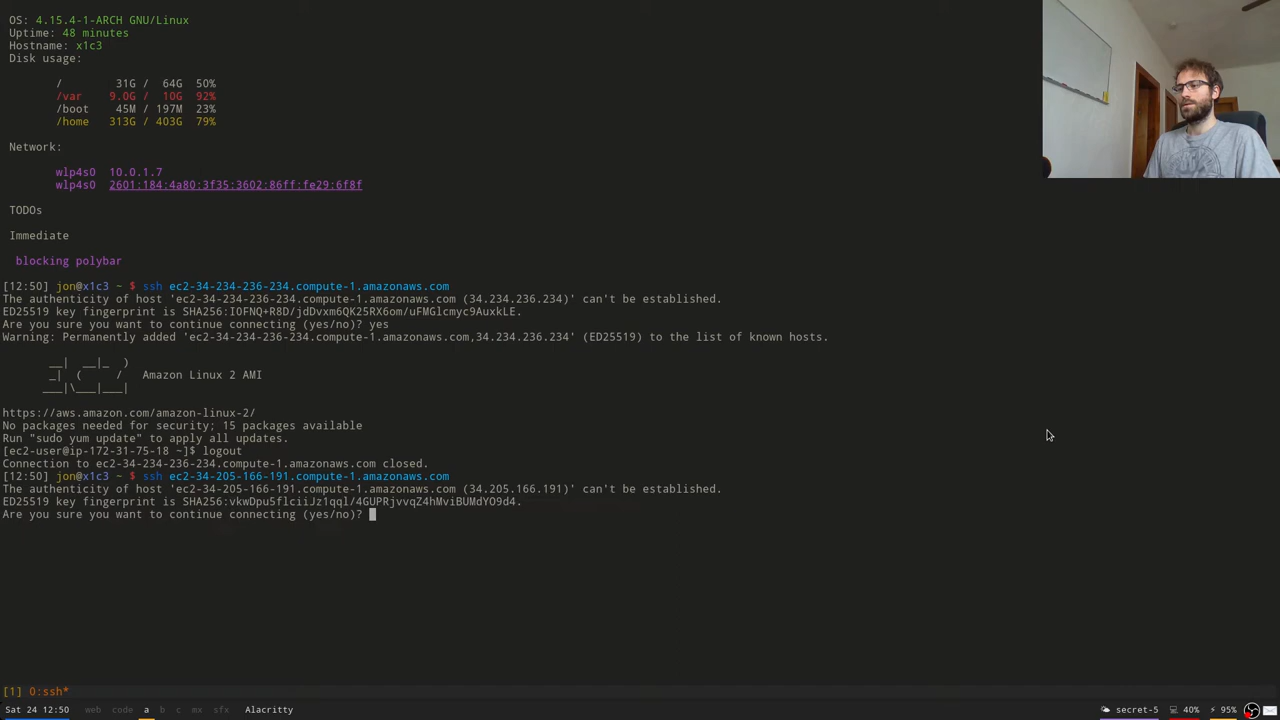 OS: 4.15.4-1-ARCH GNU/Linux
Uptime: 48 minutes
Hostname: x1c3
Disk usage:
/ 31G / 64G 50%
/var 9.0G / 10G 92%
/boot 45M / 197M 23%
/home 313G / 403G 79%
Network:
wlp4s0 10.0.1.7
wlp4s0 2601:184:4a80:3f35:3602:86ff:fe29:6f8f
TODOs
Immediate
blocking polybar
[12:50] jon@x1c3 ~ $ ssh ec2-34-234-236-234.compute-1.amazonaws.com
The authenticity of host 'ec2-34-234-236-234.compute-1.amazonaws.com (34.234.236.234)' can't be established.
ED25519 key fingerprint is SHA256:IOFNQ+R8D/jdDvxm6QK25RX6om/uFMGlcmyc9AuxkLE.
Are you sure you want to continue connecting (yes/no)? yes
Warning: Permanently added 'ec2-34-234-236-234.compute-1.amazonaws.com,34.234.236.234' (ED25519) to the list of known hosts.
__| __|_ )
_| ( / Amazon Linux 2 AMI
___|\___|___|
https://aws.amazon.com/amazon-linux-2/
No packages needed for security; 15 packages available
Run "sudo yum update" to apply all updates.
[ec2-user@ip-172-31-75-18 ~]$ logout
Connection to ec2-34-234-236-234.compute-1.amazonaws.com closed.
[12:50] jon@x1c3 ~ $ ssh ec2-34-205-166-191.compute-1.amazonaws.com
The authenticity of host 'ec2-34-205-166-191.compute-1.amazonaws.com (34.205.166.191)' can't be established.
ED25519 key fingerprint is SHA256:vkwDpu5flciiJz1qql/4GUPRjvvqZ4hMviBUMdYO9d4.
Are you sure you want to continue connecting (yes/no)?
[1] 0:ssh*
Sat 24 12:50 web code a b c mx sfx Alacritty secret-5 40% 95%